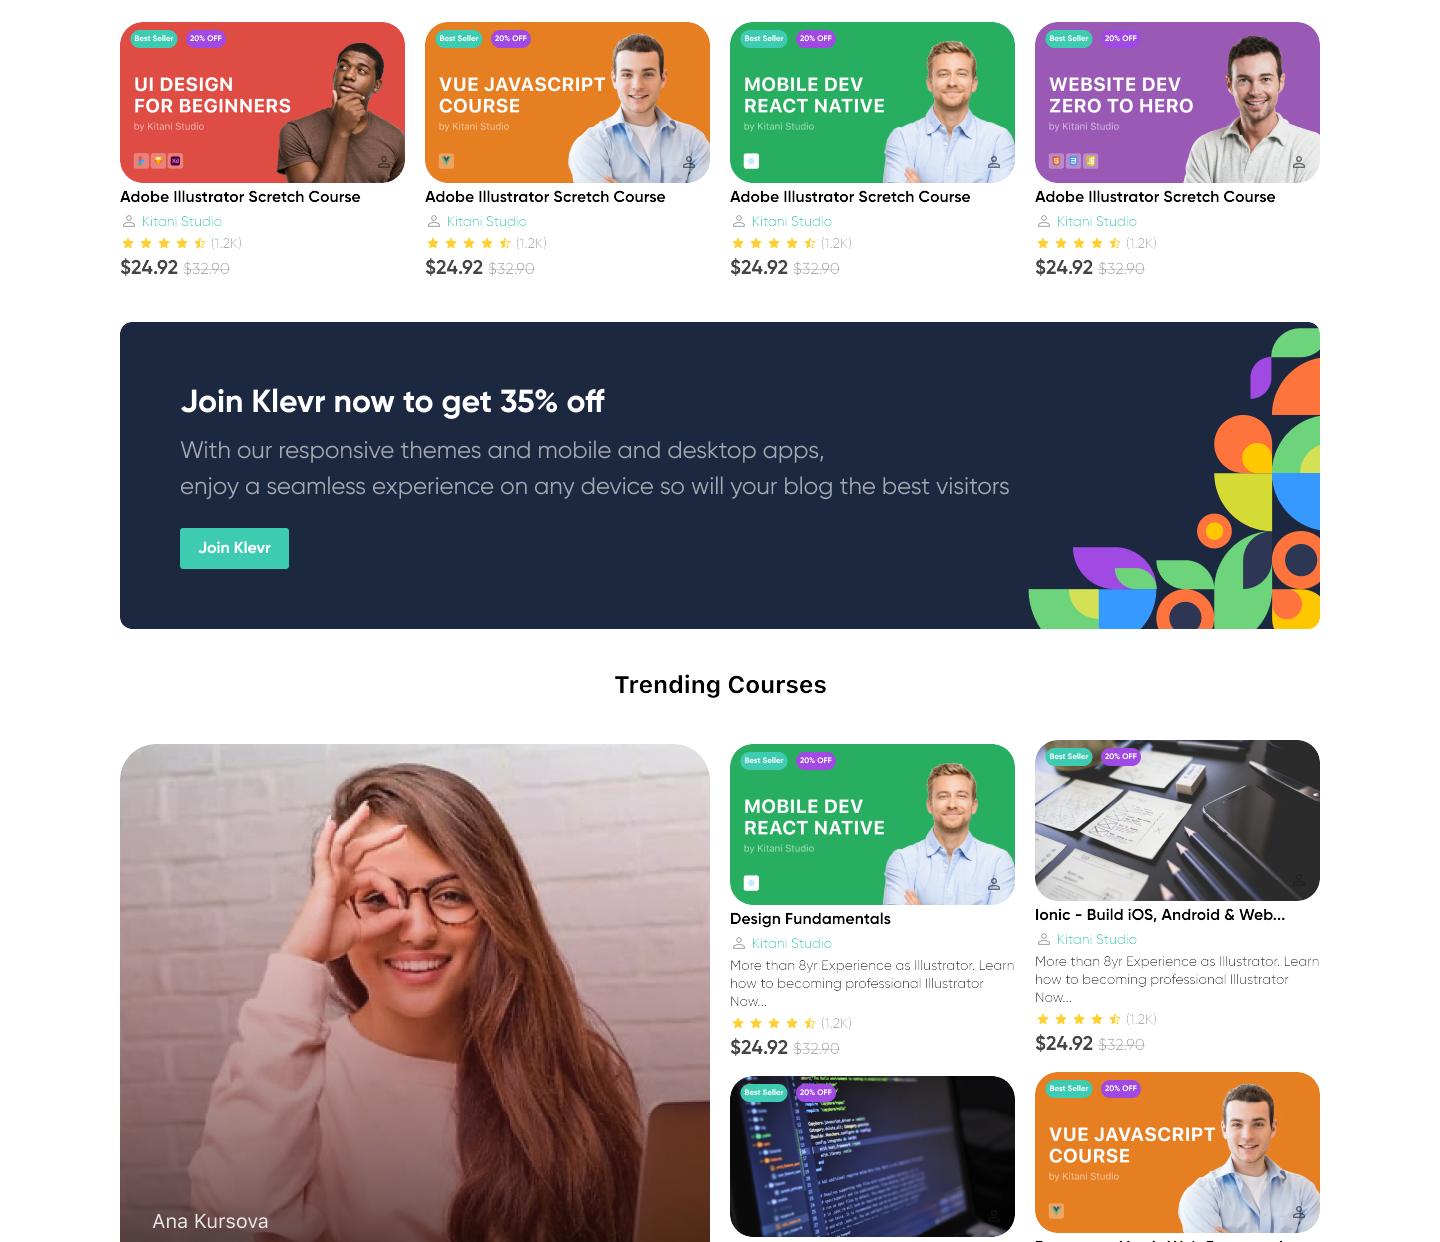 Best Seller 20% OFF
UI DESIGN
FOR BEGINNERS
by Kitani Studio
Xd
Adobe Illustrator Scretch Course
Kitani Studio
(1.2K)
$24.92 $32.90
Best Seller 20% OFF
VUE JAVASCRIPT
COURSE
by Kitani Studio
Adobe Illustrator Scretch Course
Kitani Studio
(1.2K)
$24.92 $32.90
Best Seller 20% OFF
MOBILE DEV
REACT NATIVE
by Kitani Studio
Adobe Illustrator Scretch Course
Kitani Studio
(1.2K)
$24.92 $32.90
Best Seller 20% OFF
WEBSITE DEV
ZERO TO HERO
by Kitani Studio
Adobe Illustrator Scretch Course
Kitani Studio
(1.2K)
$24.92 $32.90
Join Klevr now to get 35% off
With our responsive themes and mobile and desktop apps,
enjoy a seamless experience on any device so will your blog the best visitors
Join Klevr
Trending Courses
Ana Kursova
Best Seller 20% OFF
MOBILE DEV
REACT NATIVE
by Kitani Studio
Design Fundamentals
Kitani Studio
More than 8yr Experience as Illustrator. Learn
how to becoming professional Illustrator
Now...
(1.2K)
$24.92 $32.90
Best Seller 20% OFF
Ionic - Build iOS, Android & Web...
Kitani Studio
More than 8yr Experience as Illustrator. Learn
how to becoming professional Illustrator
Now...
(1.2K)
$24.92 $32.90
Best Seller 20% OFF
Best Seller 20% OFF
VUE JAVASCRIPT
COURSE
by Kitani Studio